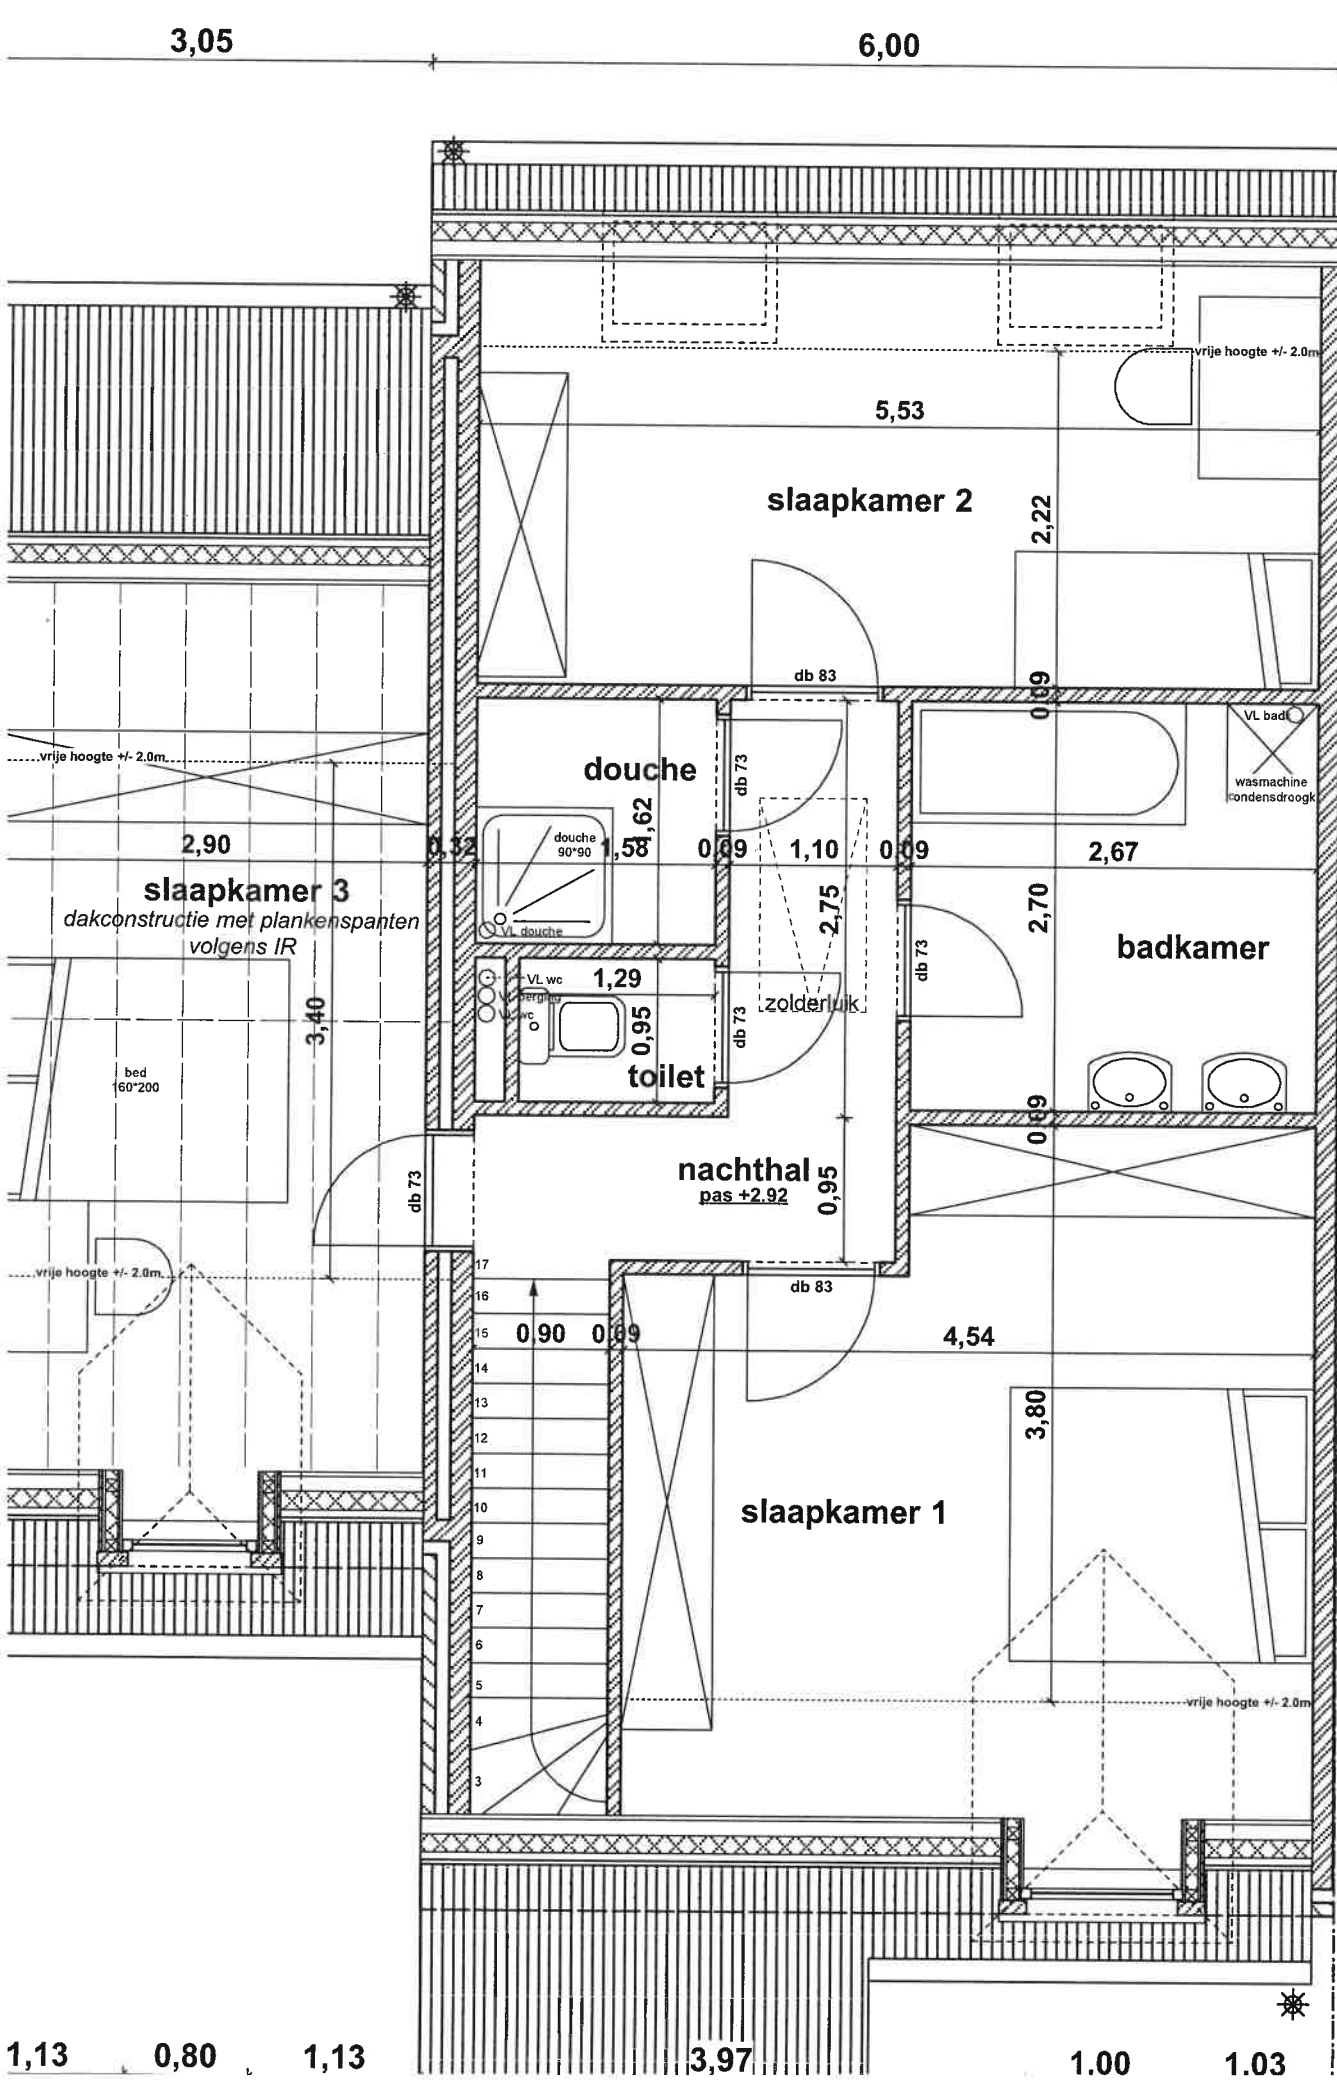 3,05
6,00
vrije hoogte +/- 2.0m
5,53
slaapkamer 2
2,22
db 83
0,09
VL bad
wasmachine
condensdroogk
douche
1,62
db 73
vrije hoogte +/- 2.0m
2,90
0,32
douche
90*90
1,58
0,09
1,10
0,09
2,67
slaapkamer 3
dakconstructie met plankenspanten
volgens IR
VL douche
2,75
2,70
badkamer
db 73
VL wc
VL berging
VL wc
1,29
zolderluik
3,40
0,95
db 73
toilet
bed
160*200
0,09
nachthal
pas +2.92
0,95
db 73
vrije hoogte +/- 2.0m
17
16
15
14
13
12
11
10
9
8
7
6
5
4
3
db 83
0,90
0,09
4,54
3,80
slaapkamer 1
vrije hoogte +/- 2.0m
1,13
0,80
1,13
3,97
1.00
1.03